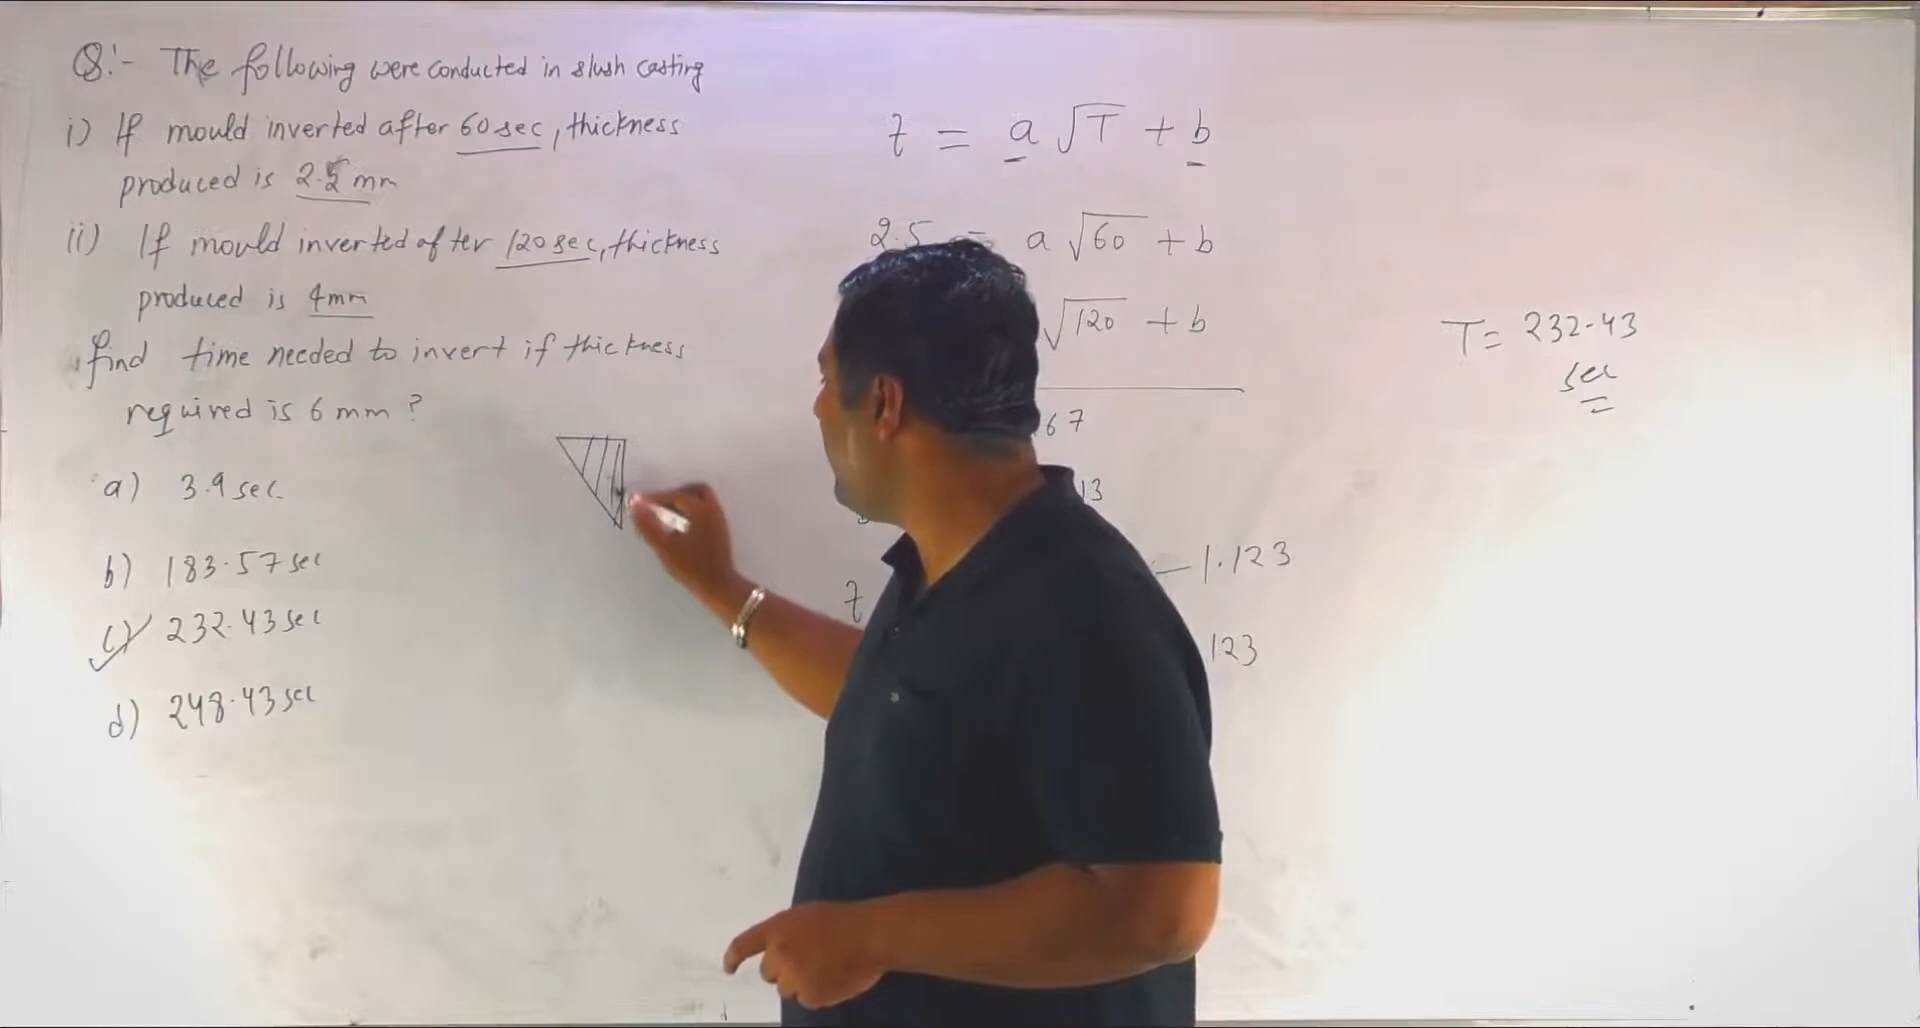 Q:- The following were conducted in slush casting
i) If mould inverted after 60 sec, thickness
produced is 2.5 mm
ii) If mould inverted after 120 sec, thickness
produced is 4mm
find time needed to invert if thickness
required is 6 mm ?
a) 3.9 sec.
b) 183.57 sec
c) 232.43 sec
d) 248.43 sec
t = a √T + b
2.5 = a √60 + b
√120 + b
67
13
t - 1.123
123
T = 232.43
sec